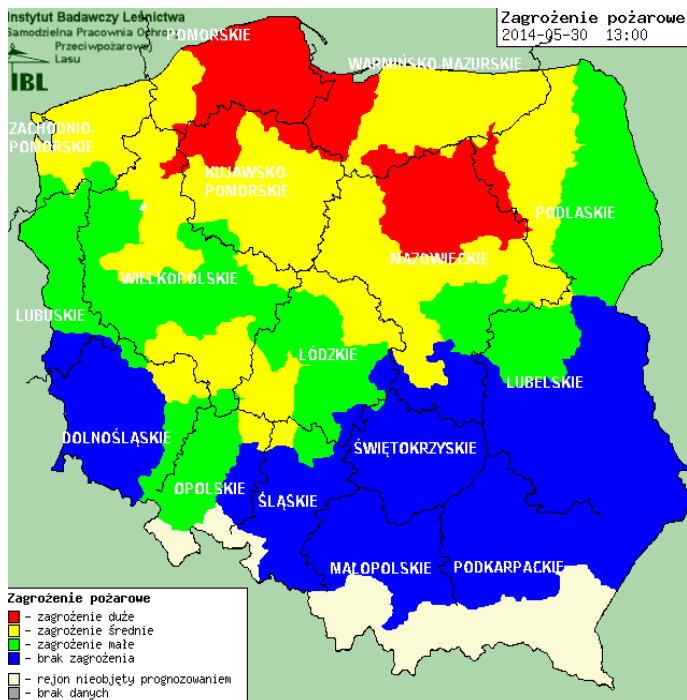 Instytut Badawczy Leśnictwa
Samodzielna Pracownia Ochrony
Przeciwpożarowej
Lasu
IBL
Zagrożenie pożarowe
2014-05-30 13:00
POMORSKIE
WARMIŃSKO-MAZURSKIE
ZACHODNIO-
POMORSKIE
KUJAWSKO-
POMORSKIE
PODLASKIE
MAZOWIECKIE
WIELKOPOLSKIE
LUBUSKIE
ŁÓDZKIE
LUBELSKIE
DOLNOŚLĄSKIE
ŚWIĘTOKRZYSKIE
OPOLSKIE
ŚLĄSKIE
MAŁOPOLSKIE
PODKARPACKIE
Zagrożenie pożarowe
- zagrożenie duże
- zagrożenie średnie
- zagrożenie małe
- brak zagrożenia
- rejon nieobjęty prognozowaniem
- brak danych